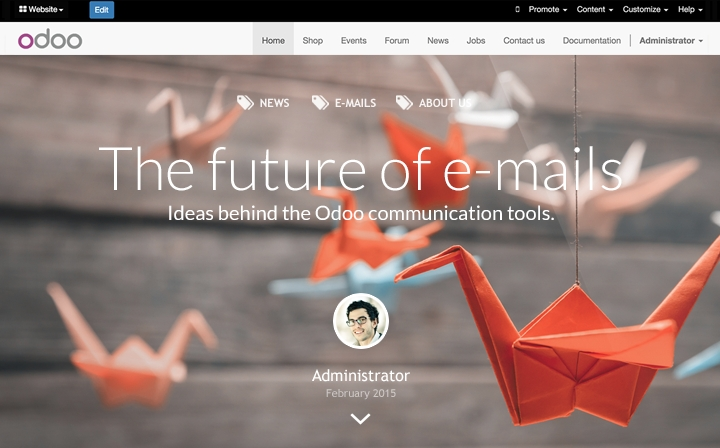 Website
Edit
Promote
Content
Customize
Help
odoo
Home
Shop
Events
Forum
News
Jobs
Contact us
Documentation
Administrator
NEWS
E-MAILS
ABOUT US
The future of e-mails
Ideas behind the Odoo communication tools.
Administrator
February 2015